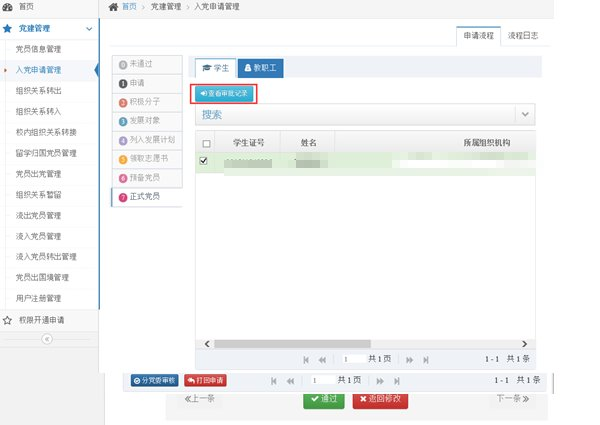 首页
党建管理
党员信息管理
入党申请管理
组织关系转出
组织关系转入
校内组织关系转接
留学归国党员管理
党员出党管理
组织关系暂留
流出党员管理
流入党员管理
流入党员转出管理
党员出国境管理
用户注册管理
权限开通申请
首页 > 党建管理 > 入党申请管理
申请流程 流程日志
0 未通过
1 申请
2 积极分子
3 发展对象
4 列入发展计划
5 领取志愿书
6 预备党员
7 正式党员
学生 教职工
查看审批记录
搜索
学生证号 姓名 所属组织机构
1 共1页 1 - 1 共 1 条
分党委审核 打回申请 1 共1页 1 - 1 共 1 条
≪上一条 通过 返回修改 下一条≫